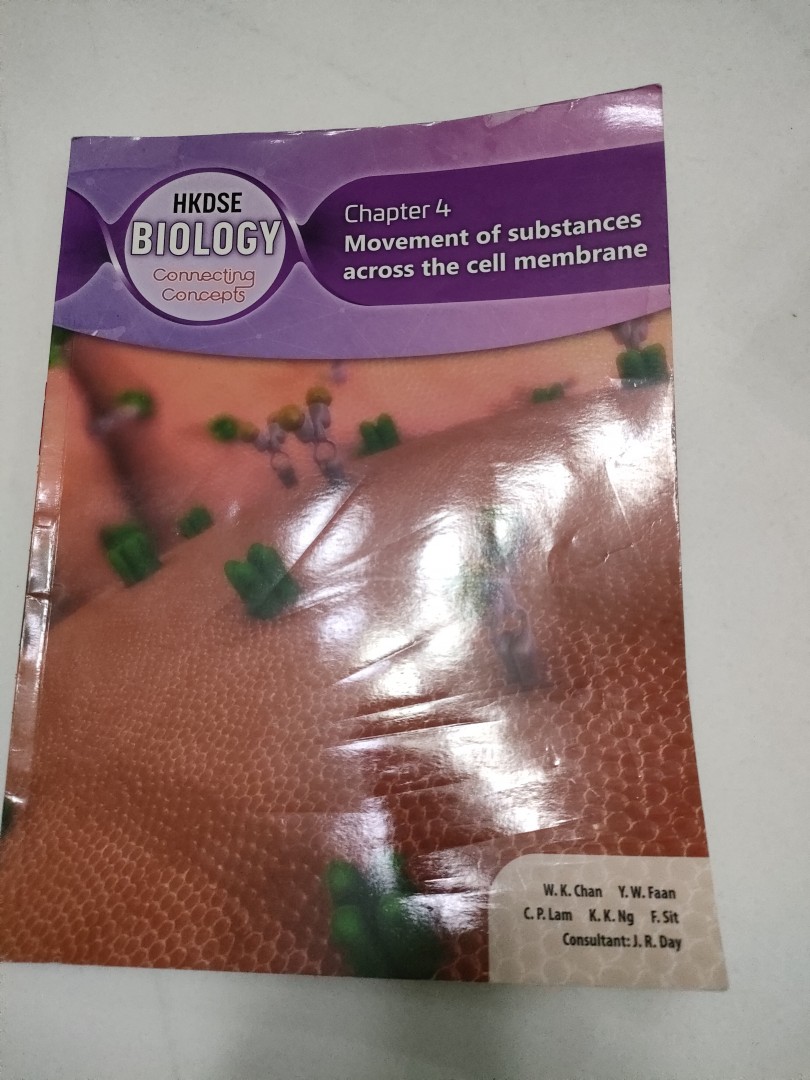 HKDSE
BIOLOGY
Connecting
Concepts
Chapter 4
Movement of substances
across the cell membrane
W. K. Chan Y. W. Faan
C. P. Lam K. K. Ng F. Sit
Consultant: J. R. Day